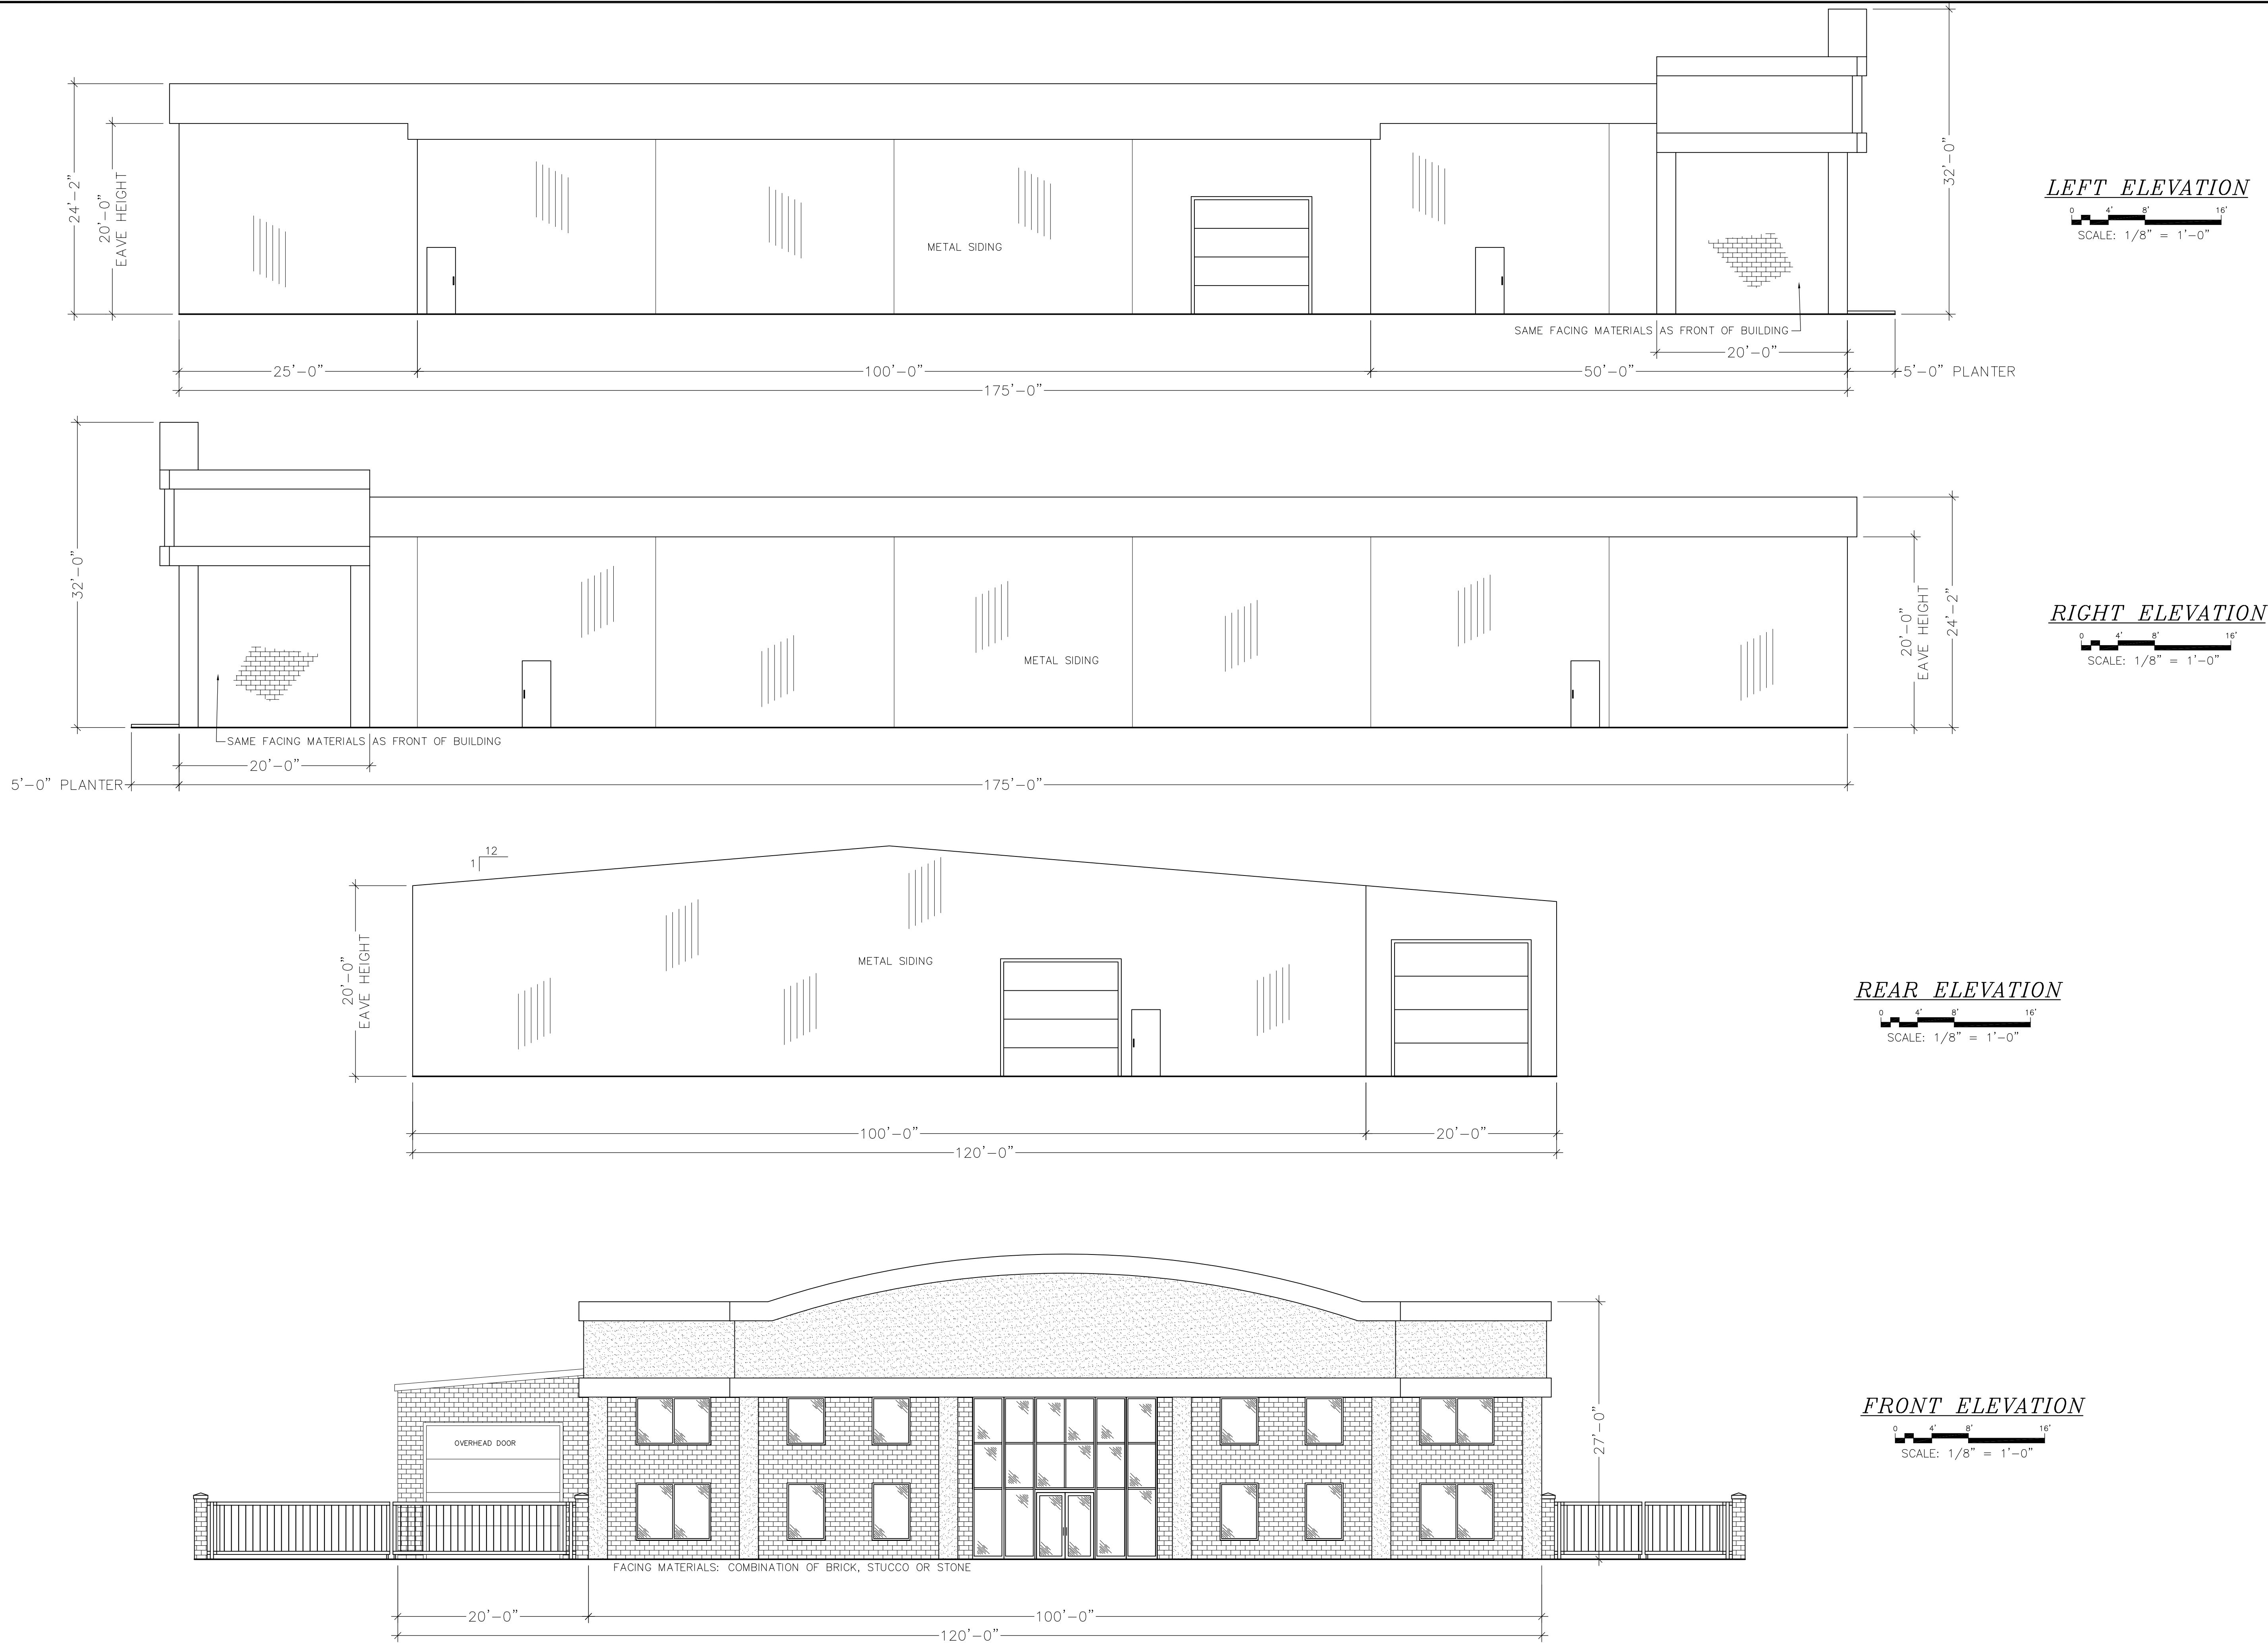 32'-0"
24'-2"
20'-0"
EAVE HEIGHT
METAL SIDING
LEFT ELEVATION
0 4' 8' 16'
SCALE: 1/8" = 1'-0"
SAME FACING MATERIALS AS FRONT OF BUILDING
20'-0"
25'-0"
100'-0"
50'-0"
5'-0" PLANTER
175'-0"
32'-0"
METAL SIDING
20'-0"
EAVE HEIGHT
24'-2"
RIGHT ELEVATION
0 4' 8' 16'
SCALE: 1/8" = 1'-0"
SAME FACING MATERIALS AS FRONT OF BUILDING
20'-0"
5'-0" PLANTER
175'-0"
12
1
20'-0"
EAVE HEIGHT
METAL SIDING
REAR ELEVATION
0 4' 8' 16'
SCALE: 1/8" = 1'-0"
100'-0"
20'-0"
120'-0"
OVERHEAD DOOR
27'-0"
FRONT ELEVATION
0 4' 8' 16'
SCALE: 1/8" = 1'-0"
FACING MATERIALS: COMBINATION OF BRICK, STUCCO OR STONE
20'-0"
100'-0"
120'-0"